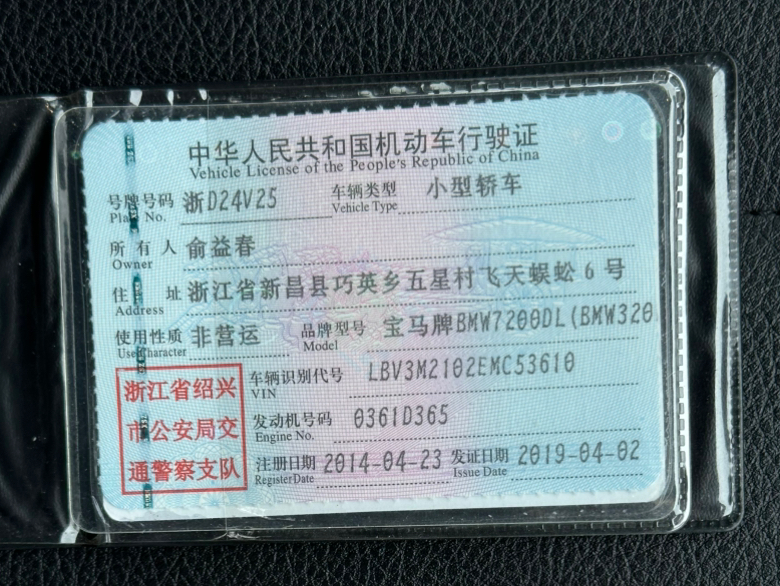 中华人民共和国机动车行驶证
Vehicle License of the People's Republic of China
号牌号码 浙D24V25 车辆类型 小型轿车
Plate No. Vehicle Type
所有人 俞益春
Owner
住址 浙江省新昌县巧英乡五星村飞天蜈蚣6号
Address
使用性质 非营运 品牌型号 宝马牌BMW7200DL(BMW320
Use Character Model
车辆识别代号 LBV3M2102EMC53610
VIN
发动机号码 0361D365
Engine No.
注册日期 2014-04-23 发证日期 2019-04-02
Register Date Issue Date
浙江省绍兴
市公安局交
通警察支队